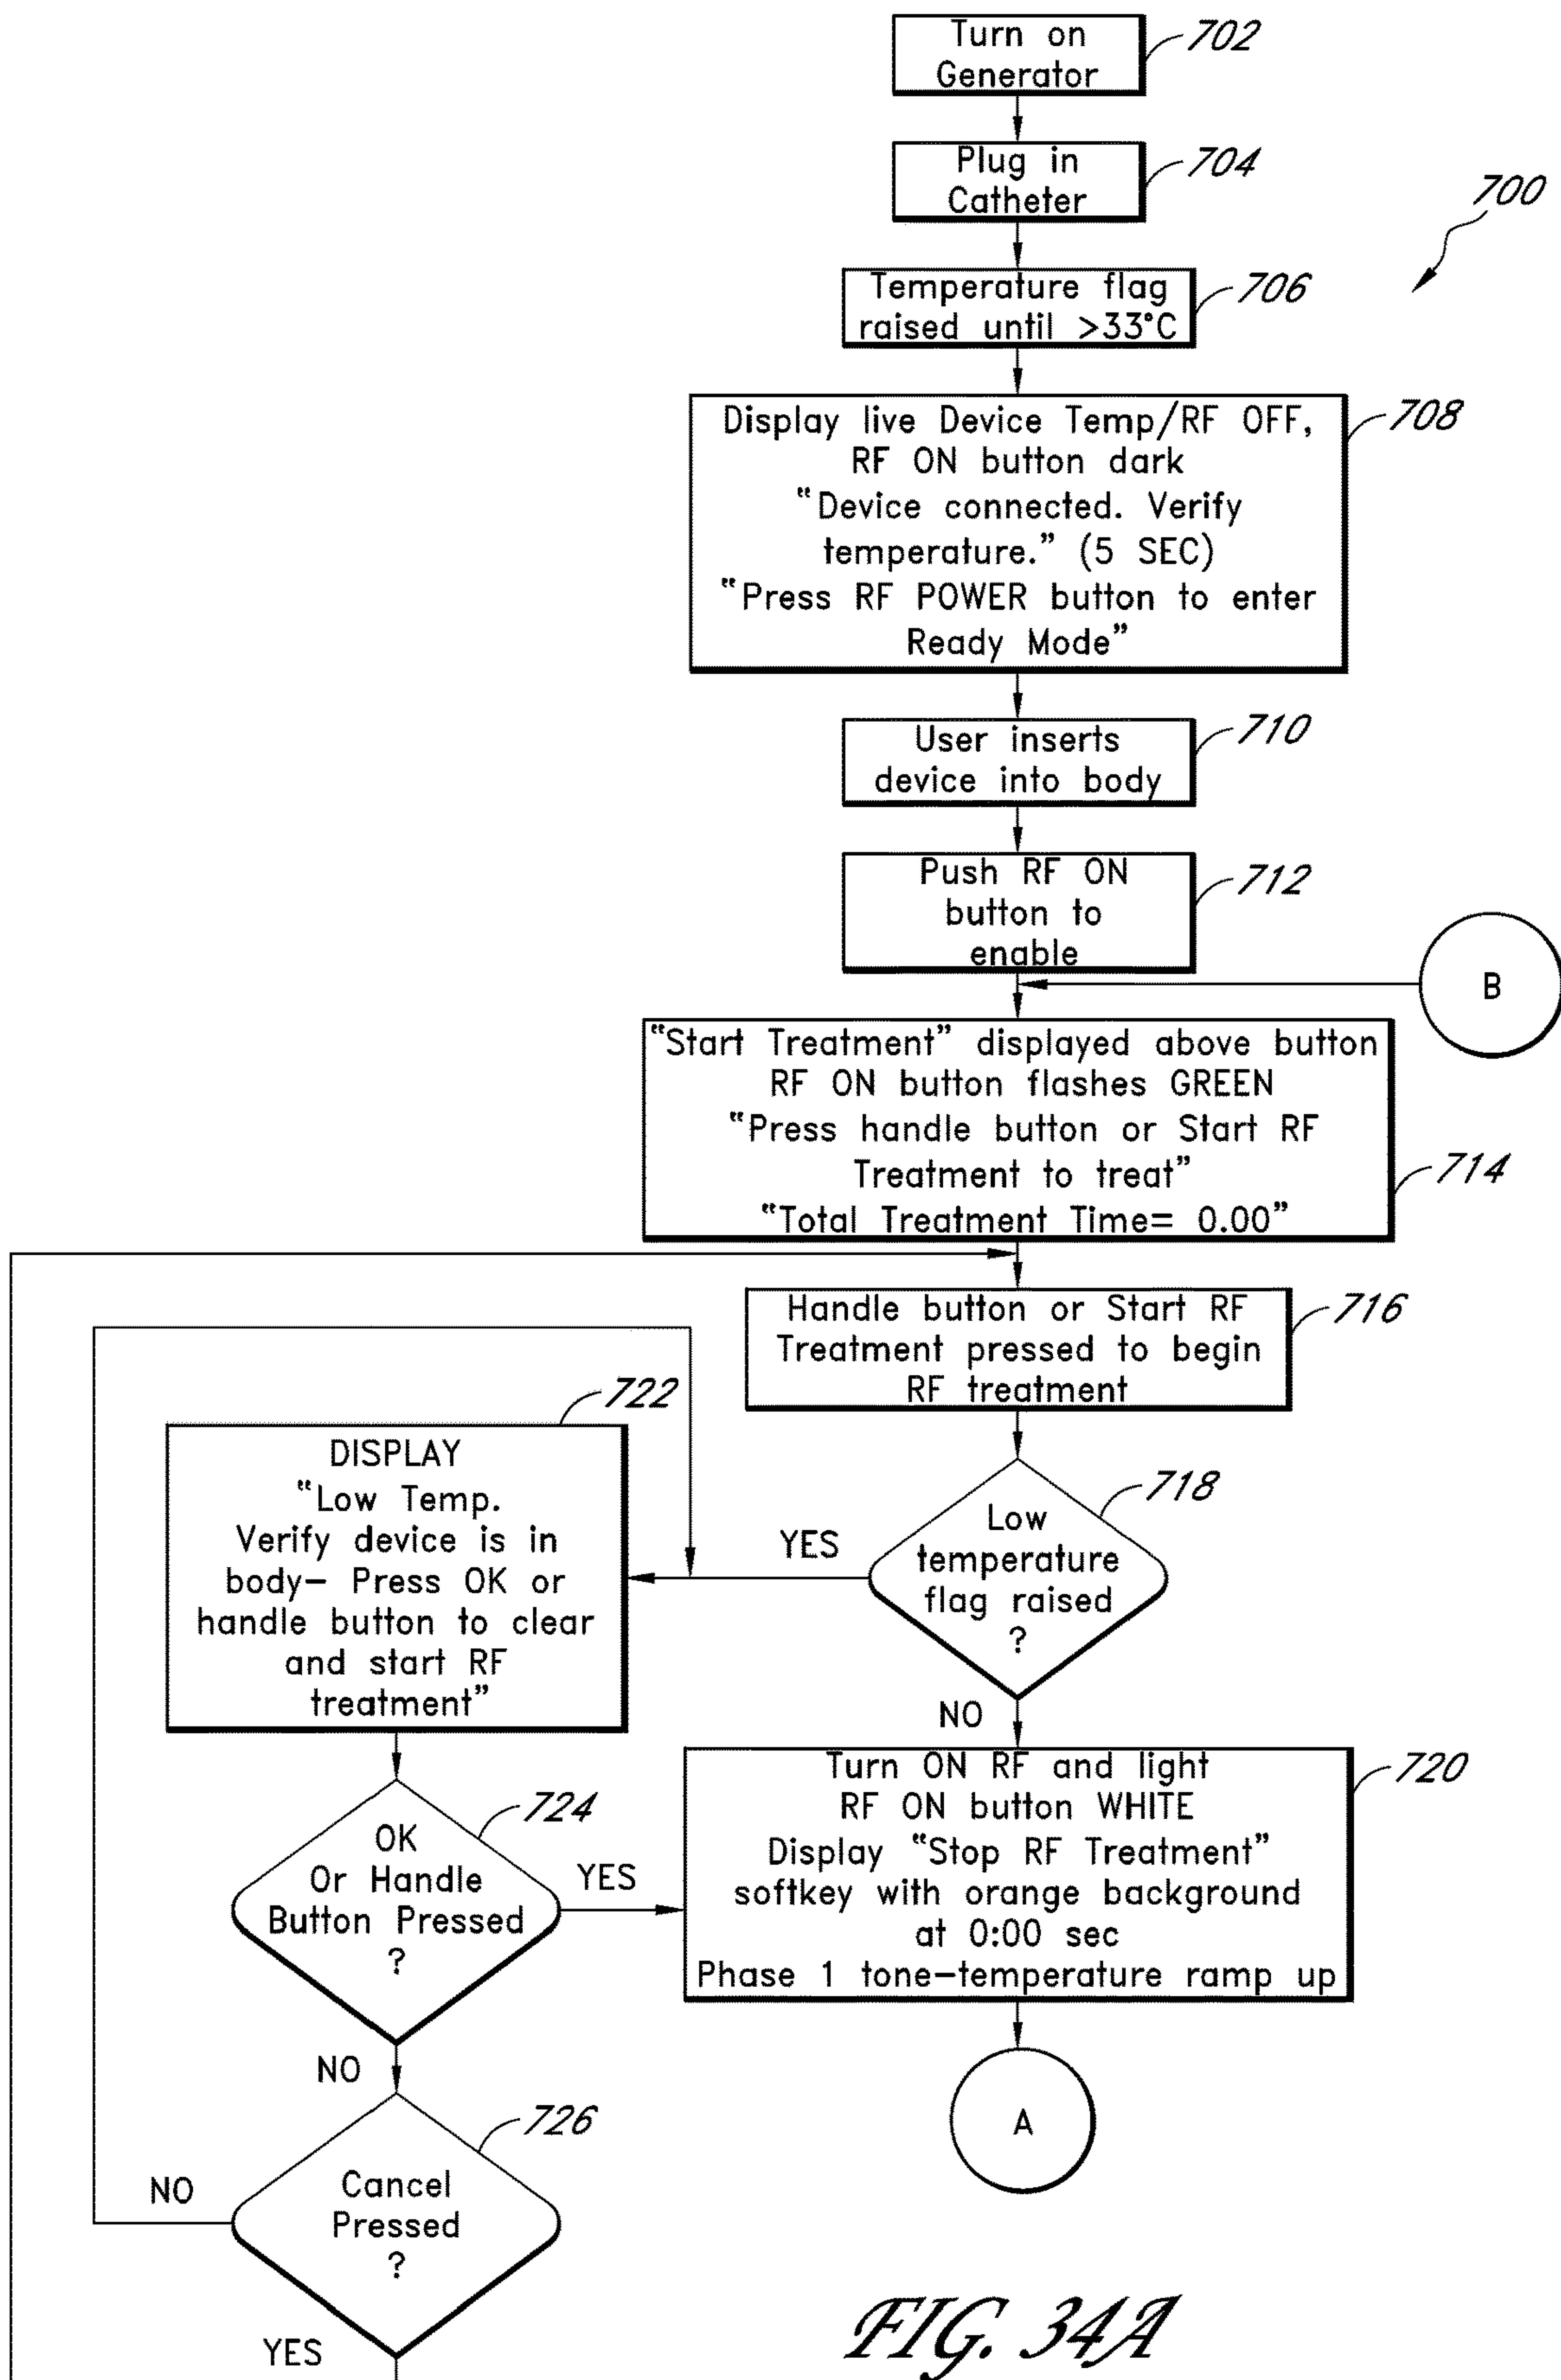 Turn on
Generator
702
Plug in
Catheter
704
700
Temperature flag
raised until >33°C
706
Display live Device Temp/RF OFF,
RF ON button dark
"Device connected. Verify
temperature." (5 SEC)
"Press RF POWER button to enter
Ready Mode"
708
User inserts
device into body
710
Push RF ON
button to
enable
712
B
"Start Treatment" displayed above button
RF ON button flashes GREEN
"Press handle button or Start RF
Treatment to treat"
"Total Treatment Time= 0.00"
714
Handle button or Start RF
Treatment pressed to begin
RF treatment
716
Low
temperature
flag raised
?
718
YES
NO
722
DISPLAY
"Low Temp.
Verify device is in
body– Press OK or
handle button to clear
and start RF
treatment"
Turn ON RF and light
RF ON button WHITE
Display "Stop RF Treatment"
softkey with orange background
at 0:00 sec
Phase 1 tone–temperature ramp up
720
OK
Or Handle
Button Pressed
?
724
YES
NO
A
Cancel
Pressed
?
726
NO
YES
FIG. 34A